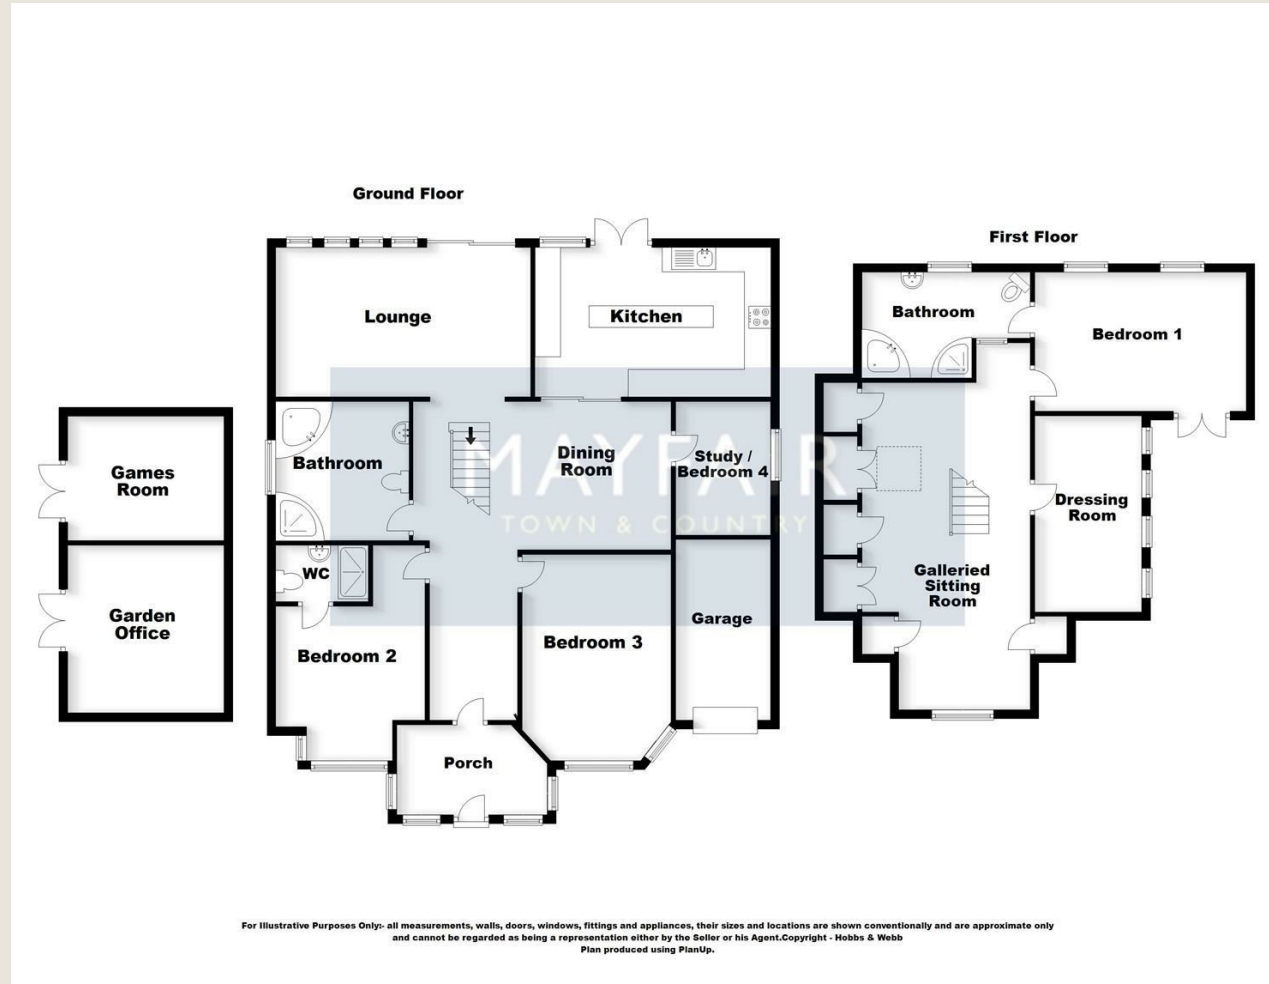 Ground Floor
First Floor
Lounge
Kitchen
Bathroom
Bedroom 1
Games
Room
Bathroom
Dining
Room
Study /
Bedroom 4
Dressing
Room
MAYFAIR
TOWN & COUNTRY
Garden
Office
WC
Bedroom 2
Bedroom 3
Garage
Galleried
Sitting
Room
Porch
For Illustrative Purposes Only:- all measurements, walls, doors, windows, fittings and appliances, their sizes and locations are shown conventionally and are approximate only
and cannot be regarded as being a representation either by the Seller or his Agent.Copyright - Hobbs & Webb
Plan produced using PlanUp.